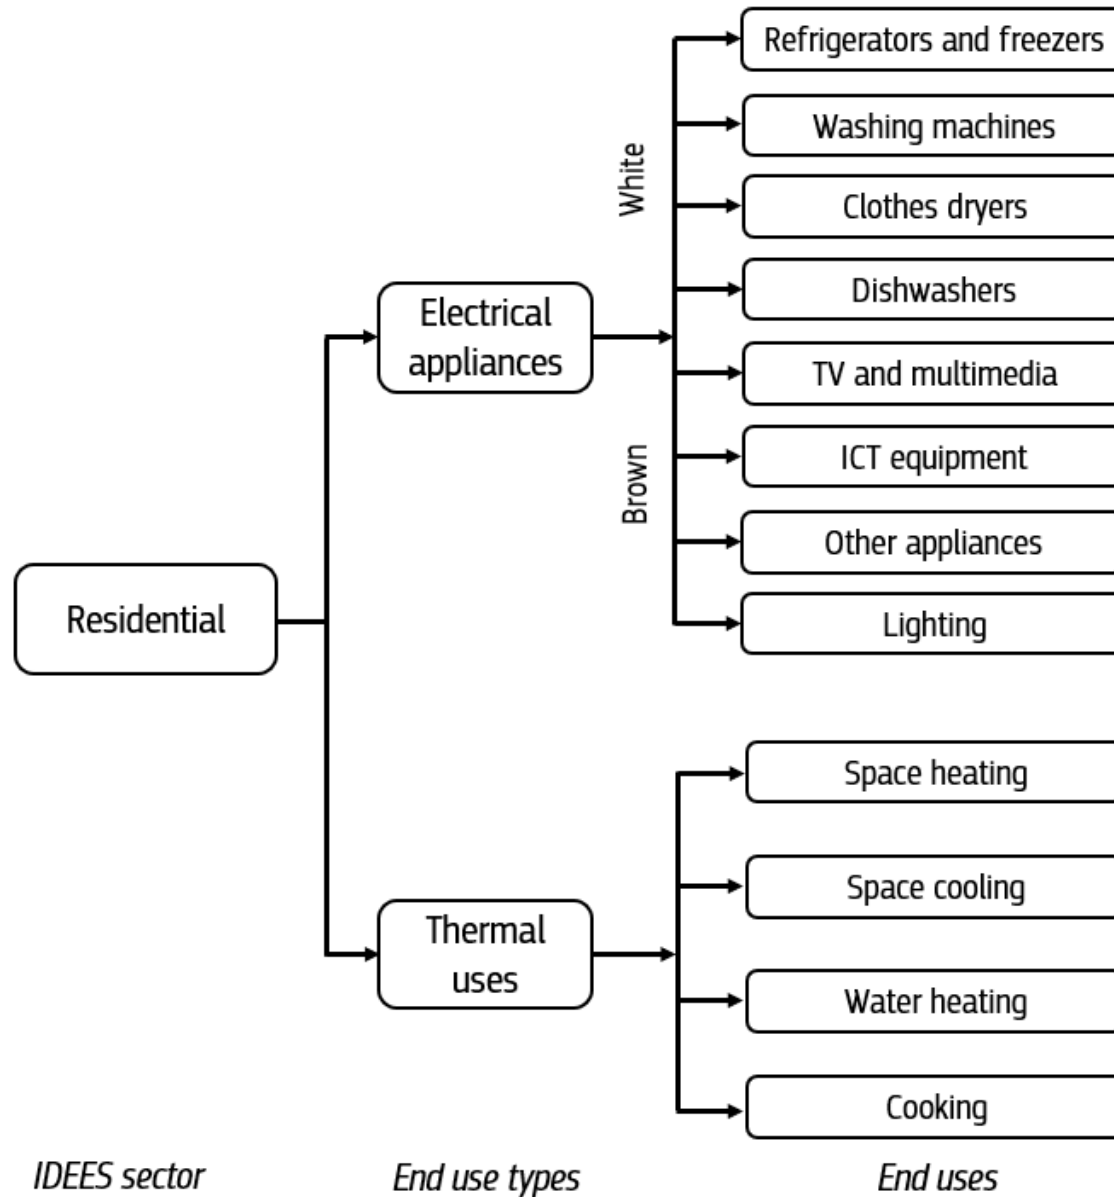 Refrigerators and freezers
Washing machines
White
Clothes dryers
Dishwashers
Electrical
appliances
TV and multimedia
ICT equipment
Brown
Other appliances
Residential
Lighting
Space heating
Space cooling
Thermal
uses
Water heating
Cooking
IDEES sector
End use types
End uses